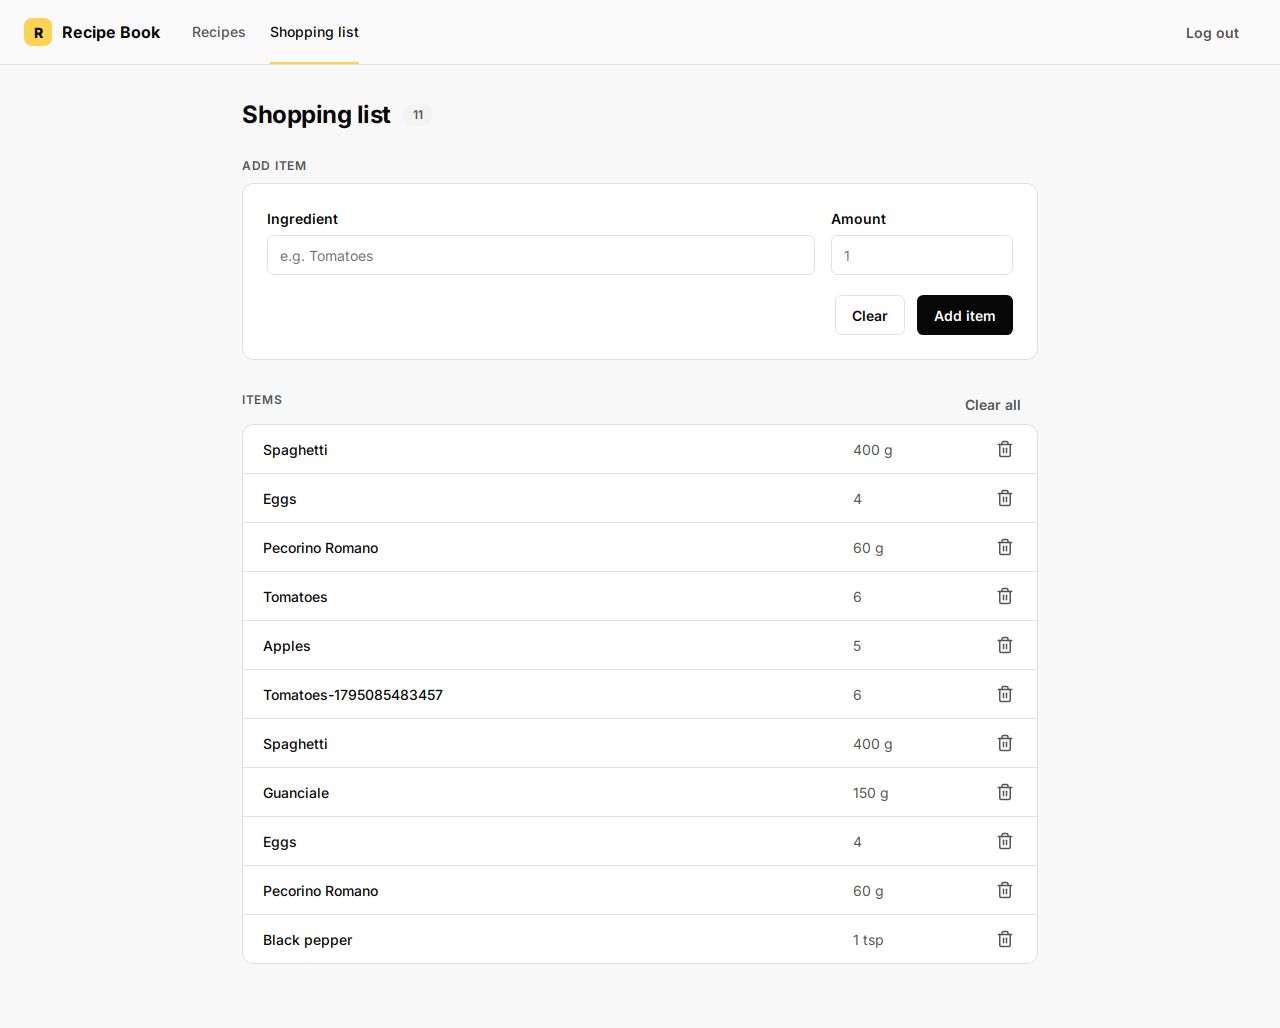 R Recipe Book Recipes Shopping list Log out
Shopping list 11
ADD ITEM
Ingredient Amount
e.g. Tomatoes 1
Clear Add item
ITEMS Clear all
Spaghetti 400 g
Eggs 4
Pecorino Romano 60 g
Tomatoes 6
Apples 5
Tomatoes-1795085483457 6
Spaghetti 400 g
Guanciale 150 g
Eggs 4
Pecorino Romano 60 g
Black pepper 1 tsp